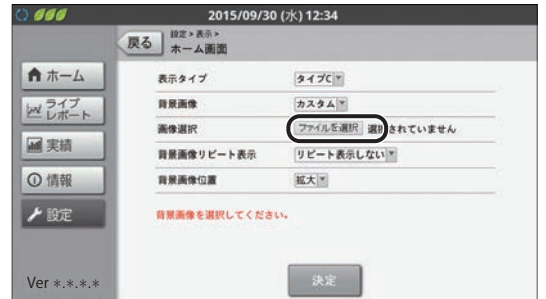 2015/09/30 (水) 12:34
戻る
設定 > 表示 >
ホーム画面
ホーム
ライブ
レポート
実績
情報
設定
Ver *.*.*.*
表示タイプ タイプC
背景画像 カスタム
画像選択 ファイルを選択 選択されていません
背景画像リピート表示 リピート表示しない
背景画像位置 拡大
背景画像を選択してください。
決定